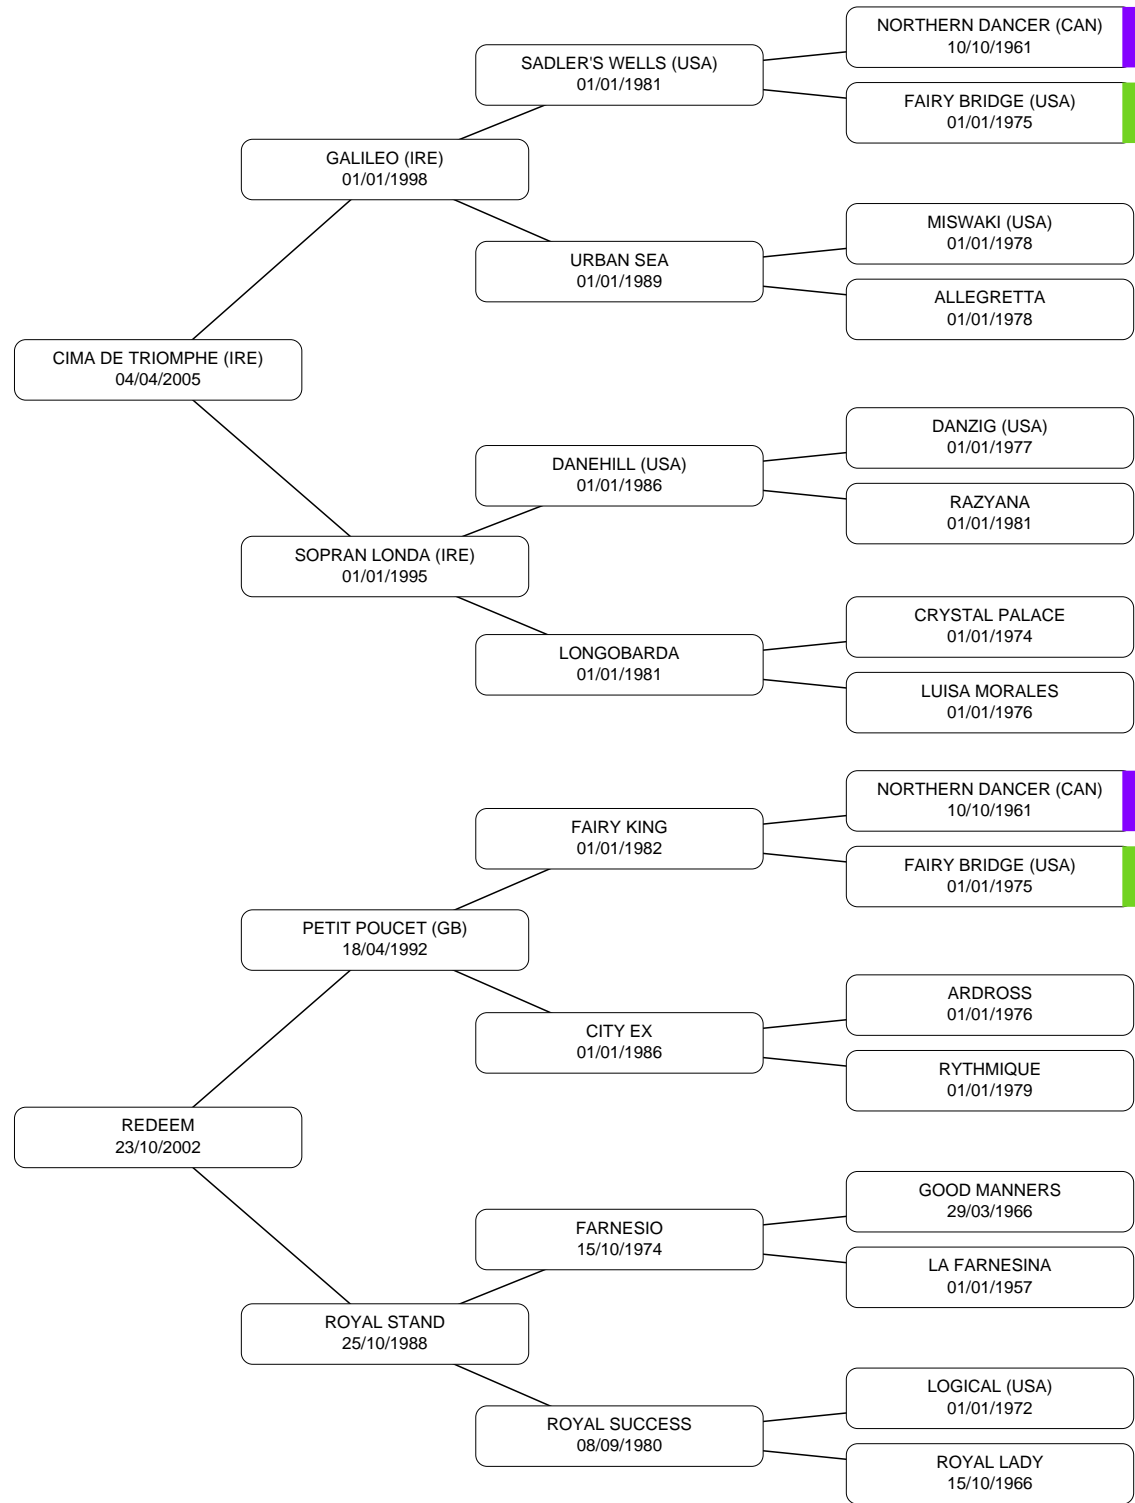 NORTHERN DANCER (CAN)
10/10/1961
SADLER'S WELLS (USA)
01/01/1981
FAIRY BRIDGE (USA)
01/01/1975
GALILEO (IRE)
01/01/1998
MISWAKI (USA)
01/01/1978
URBAN SEA
01/01/1989
ALLEGRETTA
01/01/1978
CIMA DE TRIOMPHE (IRE)
04/04/2005
DANZIG (USA)
01/01/1977
DANEHILL (USA)
01/01/1986
RAZYANA
01/01/1981
SOPRAN LONDA (IRE)
01/01/1995
CRYSTAL PALACE
01/01/1974
LONGOBARDA
01/01/1981
LUISA MORALES
01/01/1976
NORTHERN DANCER (CAN)
10/10/1961
FAIRY KING
01/01/1982
FAIRY BRIDGE (USA)
01/01/1975
PETIT POUCET (GB)
18/04/1992
ARDROSS
01/01/1976
CITY EX
01/01/1986
RYTHMIQUE
01/01/1979
REDEEM
23/10/2002
GOOD MANNERS
29/03/1966
FARNESIO
15/10/1974
LA FARNESINA
01/01/1957
ROYAL STAND
25/10/1988
LOGICAL (USA)
01/01/1972
ROYAL SUCCESS
08/09/1980
ROYAL LADY
15/10/1966